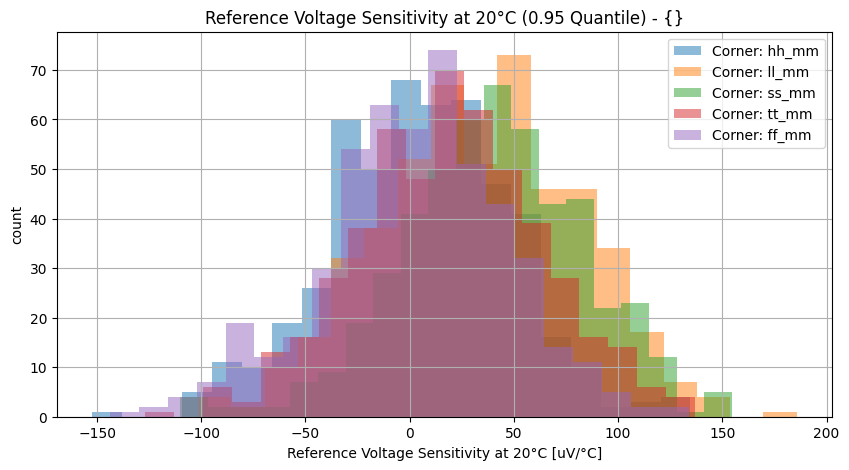 Reference Voltage Sensitivity at 20°C (0.95 Quantile) - {}
Corner: hh_mm
Corner: ll_mm
Corner: ss_mm
Corner: tt_mm
Corner: ff_mm
count
70
60
50
40
30
20
10
0
−150
−100
−50
0
50
100
150
200
Reference Voltage Sensitivity at 20°C [uV/°C]